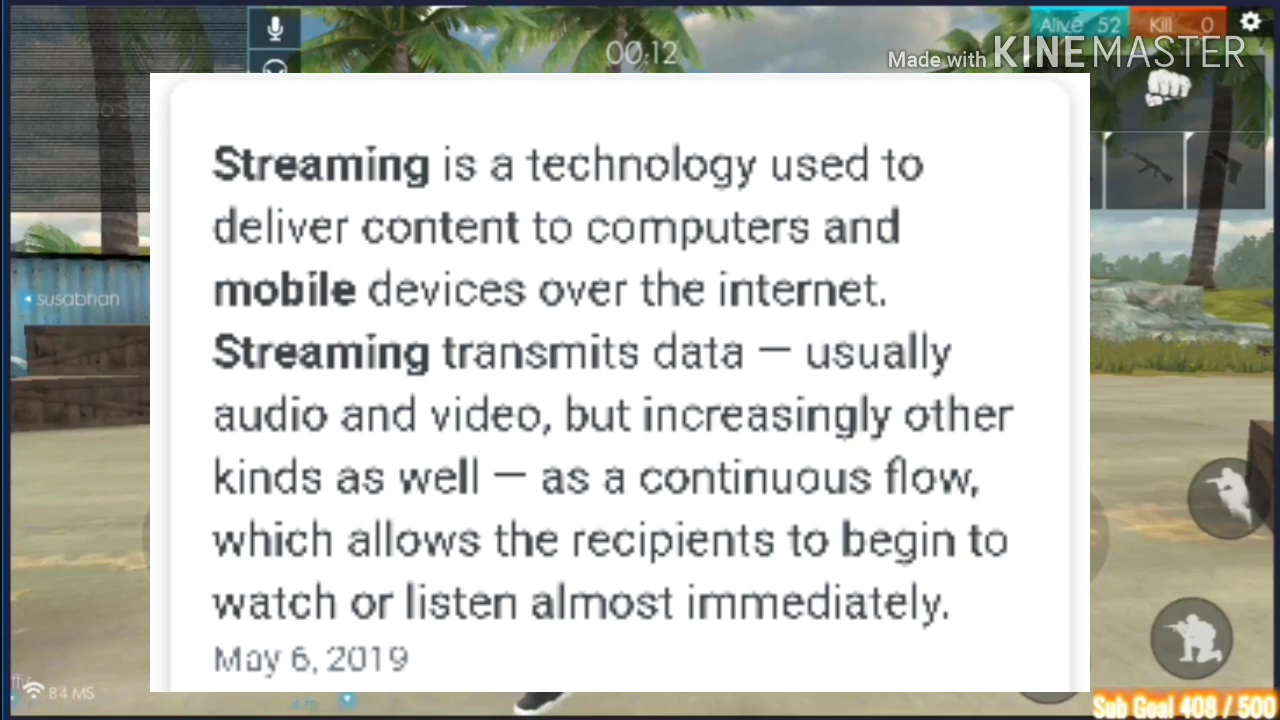 Alive 52 Kill 0
00:12
Made with KINEMASTER
Streaming is a technology used to
deliver content to computers and
mobile devices over the internet.
Streaming transmits data — usually
audio and video, but increasingly other
kinds as well — as a continuous flow,
which allows the recipients to begin to
watch or listen almost immediately.
May 6, 2019
susabhan
84 MS
Sub Goal 408 / 500